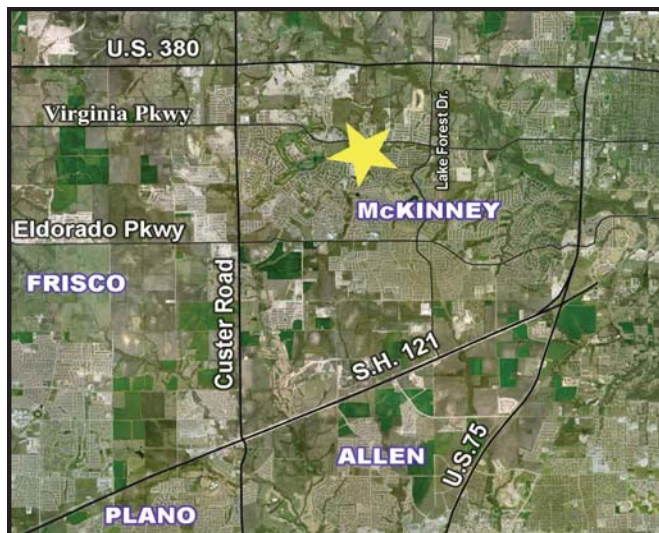 U.S. 380
Virginia Pkwy
Lake Forest Dr.
McKINNEY
Eldorado Pkwy
FRISCO
Custer Road
S.H. 121
ALLEN
U.S.75
PLANO